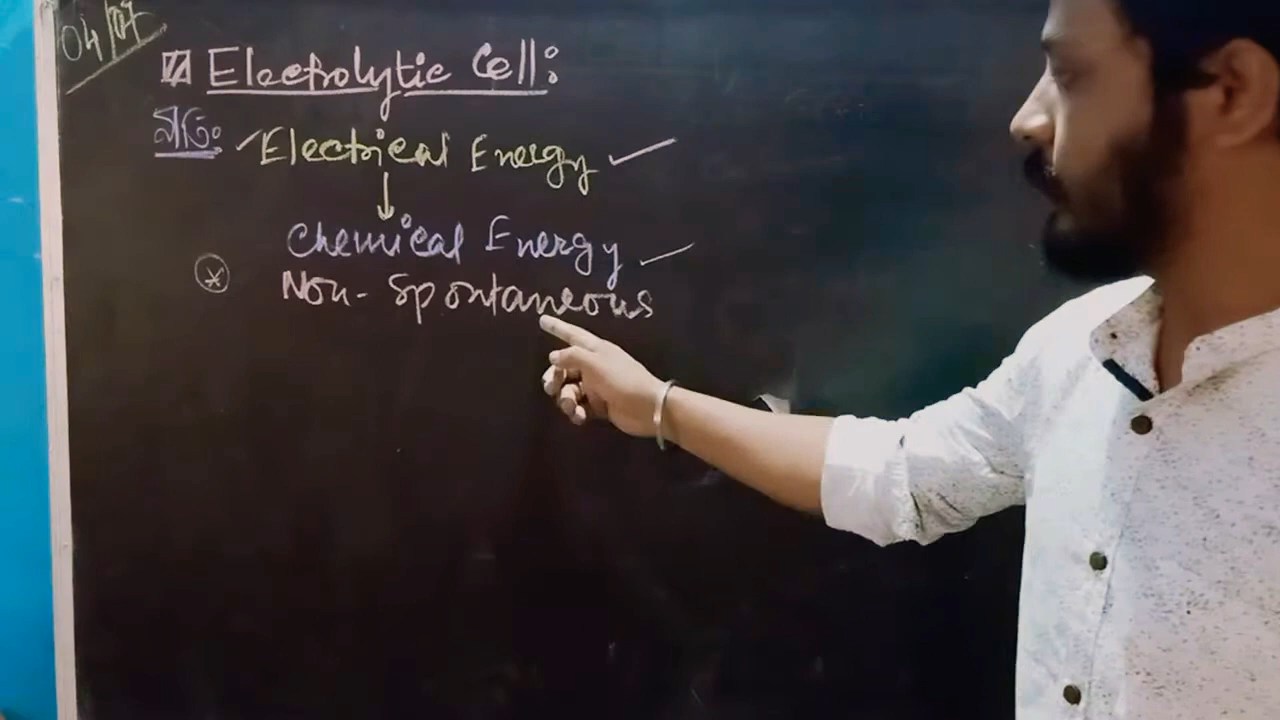 04/07
Electrolytic Cell:
Electrical Energy
↓
Chemical Energy
Non-Spontaneous